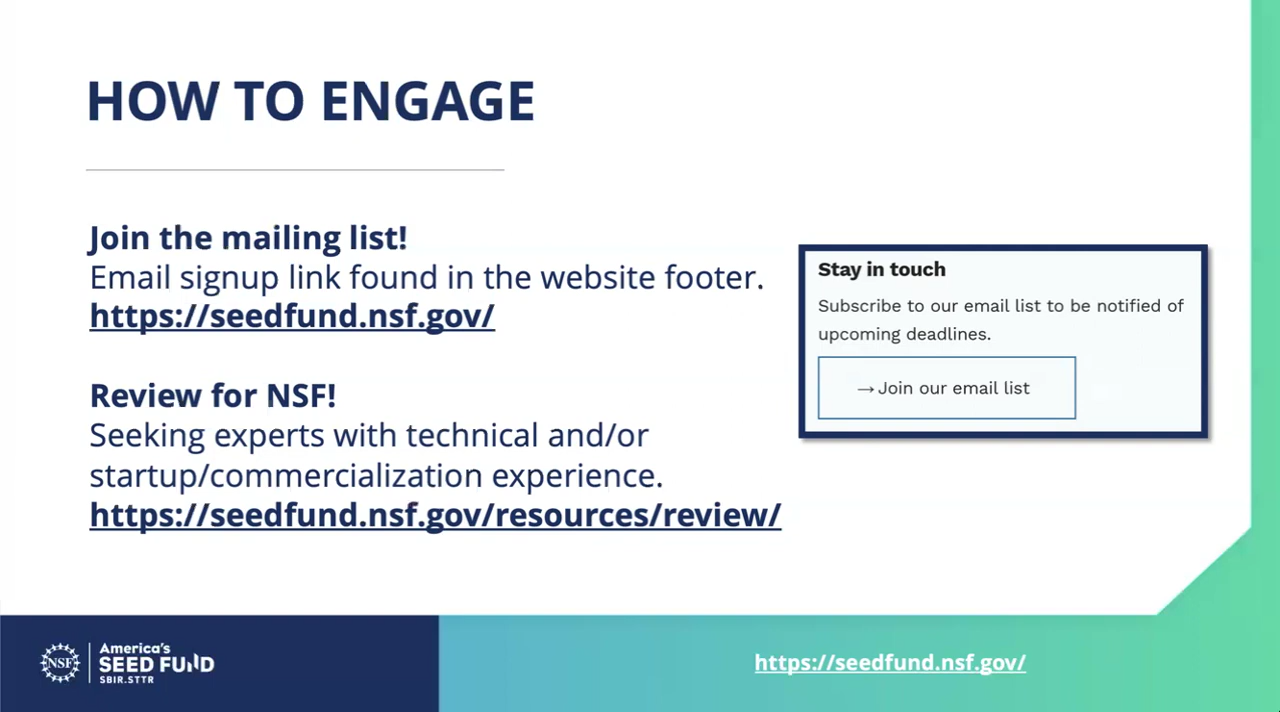 HOW TO ENGAGE
Join the mailing list!
Email signup link found in the website footer.
https://seedfund.nsf.gov/
Review for NSF!
Seeking experts with technical and/or
startup/commercialization experience.
https://seedfund.nsf.gov/resources/review/
Stay in touch
Subscribe to our email list to be notified of
upcoming deadlines.
→Join our email list
NSF
America's
SEED FUND
SBIR.STTR
https://seedfund.nsf.gov/